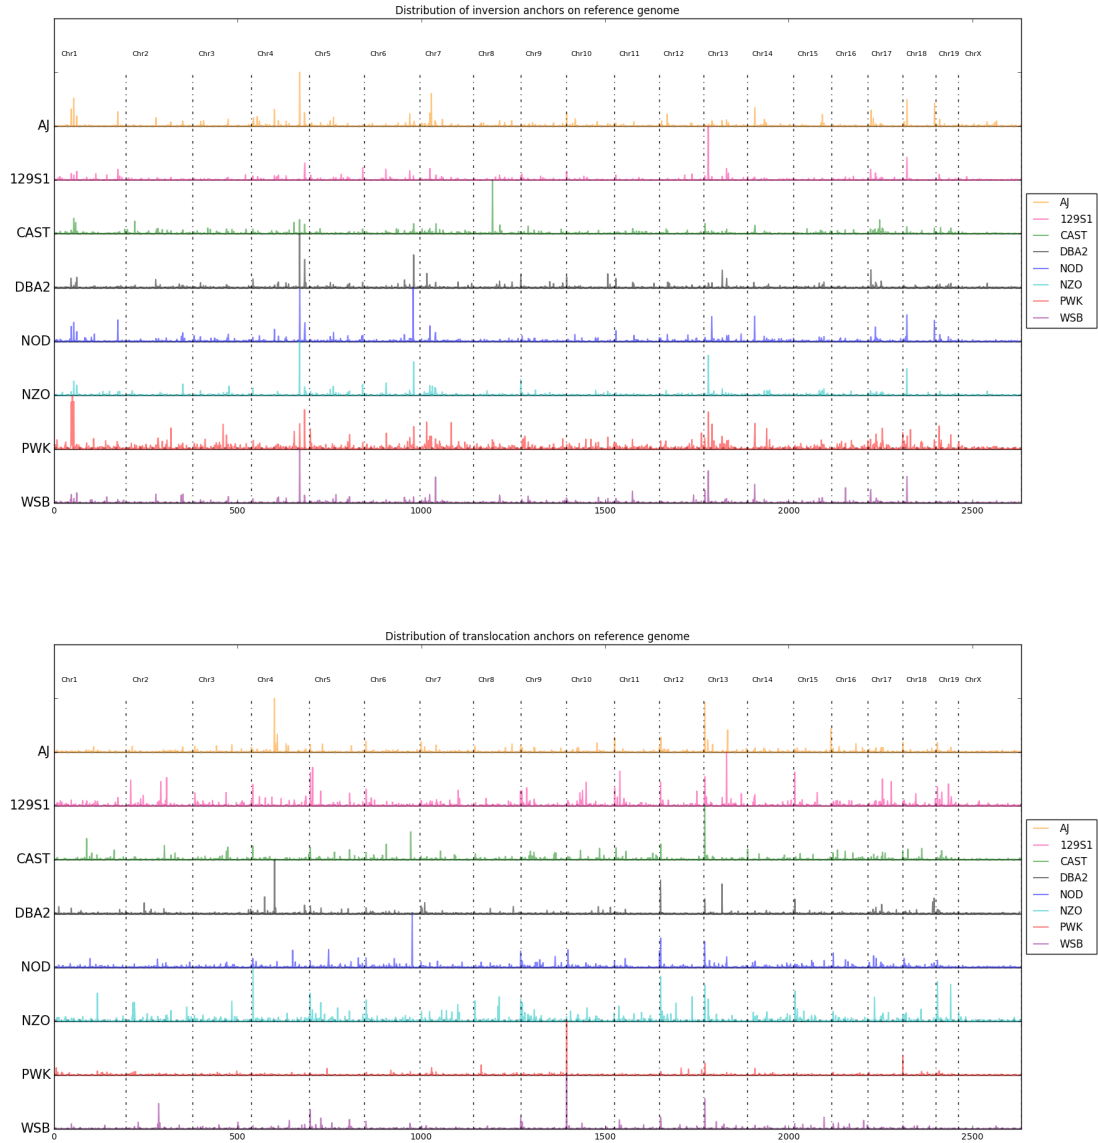 Distribution of inversion anchors on reference genome
Chr1 Chr2 Chr3 Chr4 Chr5 Chr6 Chr7 Chr8 Chr9 Chr10 Chr11 Chr12 Chr13 Chr14 Chr15 Chr16 Chr17 Chr18 Chr19 ChrX
AJ
129S1
CAST
DBA2
NOD
NZO
PWK
WSB
0 500 1000 1500 2000 2500
AJ
129S1
CAST
DBA2
NOD
NZO
PWK
WSB
Distribution of translocation anchors on reference genome
Chr1 Chr2 Chr3 Chr4 Chr5 Chr6 Chr7 Chr8 Chr9 Chr10 Chr11 Chr12 Chr13 Chr14 Chr15 Chr16 Chr17 Chr18 Chr19 ChrX
AJ
129S1
CAST
DBA2
NOD
NZO
PWK
WSB
0 500 1000 1500 2000 2500
AJ
129S1
CAST
DBA2
NOD
NZO
PWK
WSB